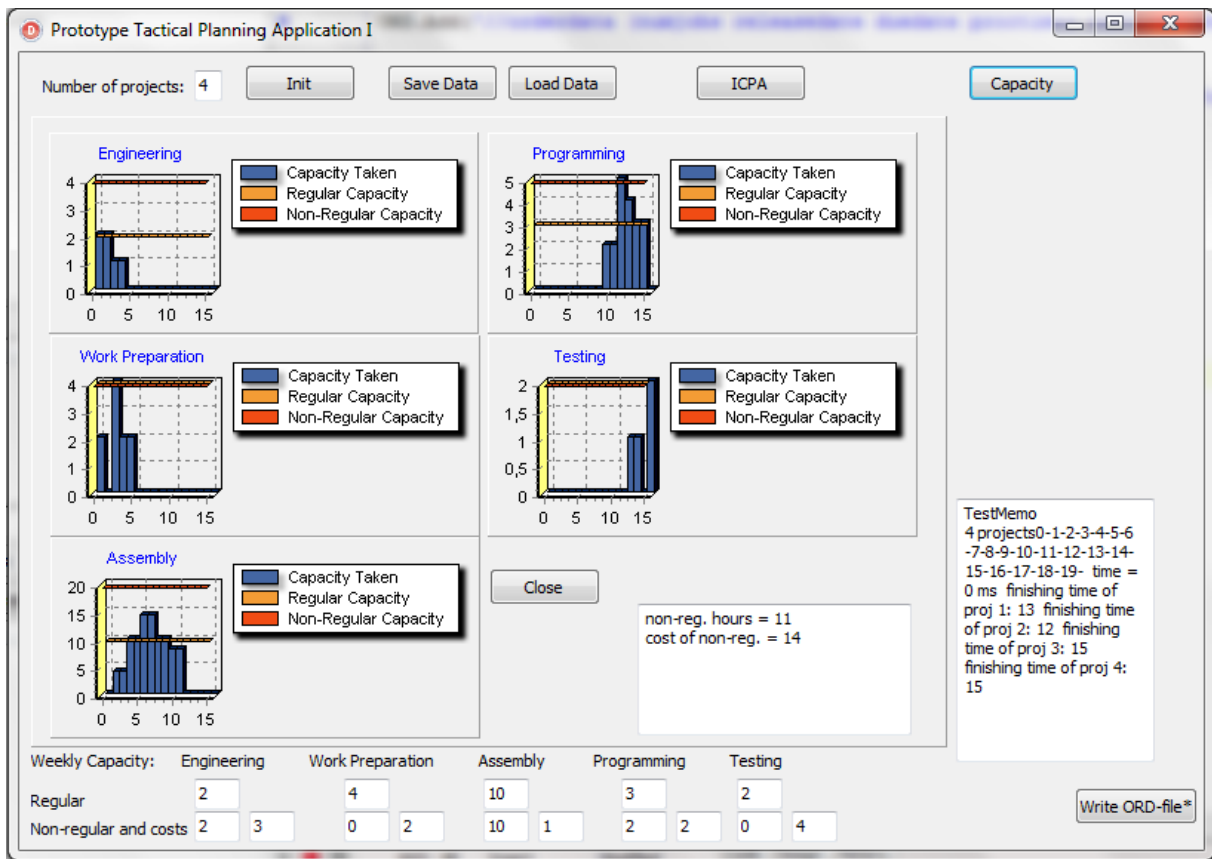 Prototype Tactical Planning Application I
Number of projects: 4 Init Save Data Load Data ICPA Capacity
Engineering
Capacity Taken
Regular Capacity
Non-Regular Capacity
4
3
2
1
0
0 5 10 15
Programming
Capacity Taken
Regular Capacity
Non-Regular Capacity
5
4
3
2
1
0
0 5 10 15
Work Preparation
Capacity Taken
Regular Capacity
Non-Regular Capacity
4
3
2
1
0
0 5 10 15
Testing
Capacity Taken
Regular Capacity
Non-Regular Capacity
2
1,5
1
0,5
0
0 5 10 15
Assembly
Capacity Taken
Regular Capacity
Non-Regular Capacity
20
15
10
5
0
0 5 10 15
Close
non-reg. hours = 11
cost of non-reg. = 14
TestMemo
4 projects0-1-2-3-4-5-6
-7-8-9-10-11-12-13-14-
15-16-17-18-19- time =
0 ms finishing time of
proj 1: 13 finishing time
of proj 2: 12 finishing
time of proj 3: 15
finishing time of proj 4:
15
Weekly Capacity: Engineering Work Preparation Assembly Programming Testing
Regular 2 4 10 3 2
Non-regular and costs 2 3 0 2 10 1 2 2 0 4
Write ORD-file*